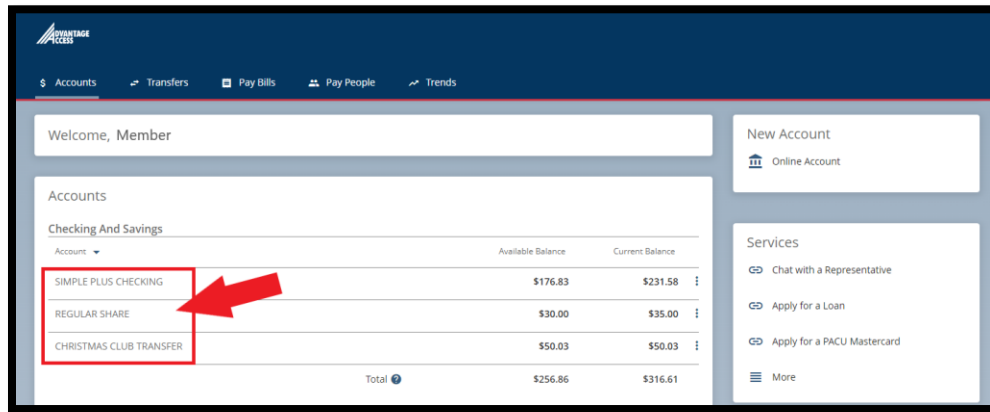 ADVANTAGE
ACCESS
$ Accounts Transfers Pay Bills Pay People Trends
Welcome, Member
Accounts
Checking And Savings
Account Available Balance Current Balance
SIMPLE PLUS CHECKING $176.83 $231.58
REGULAR SHARE $30.00 $35.00
CHRISTMAS CLUB TRANSFER $50.03 $50.03
Total ? $256.86 $316.61
New Account
Online Account
Services
Chat with a Representative
Apply for a Loan
Apply for a PACU Mastercard
More